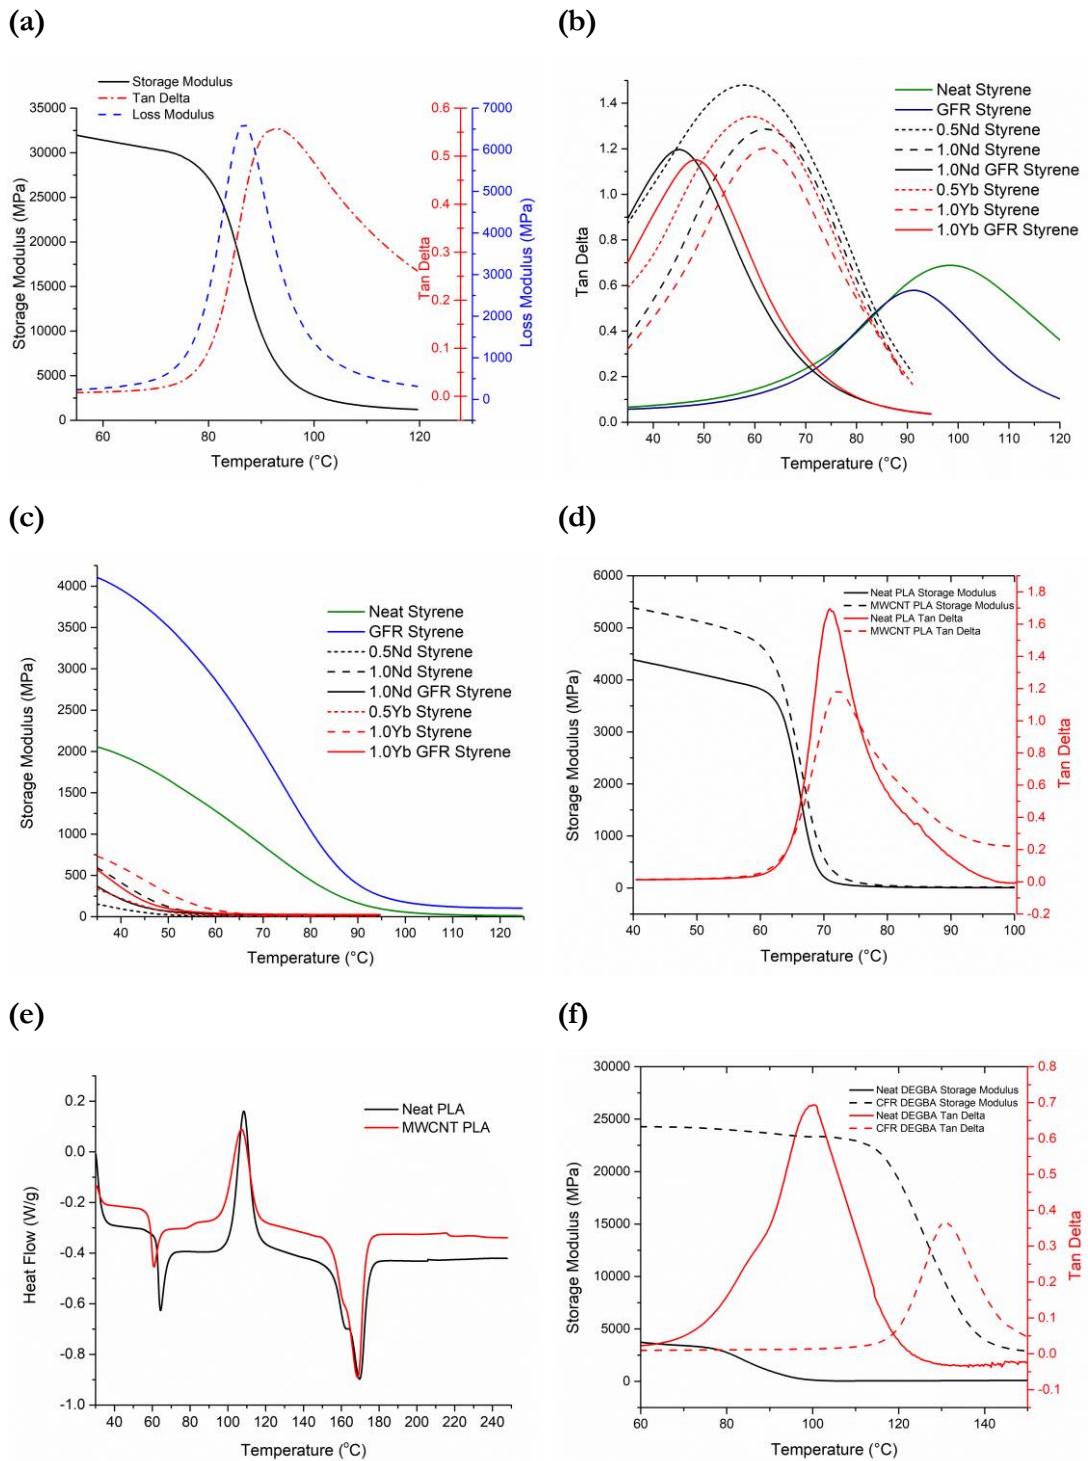 (a)
Storage Modulus
Tan Delta
Loss Modulus
35000
30000
25000
20000
15000
10000
5000
0
Storage Modulus (MPa)
60
80
100
120
Temperature (°C)
0.6
0.5
0.4
0.3
0.2
0.1
0.0
Tan Delta
7000
6000
5000
4000
3000
2000
1000
0
Loss Modulus (MPa)
(b)
Neat Styrene
GFR Styrene
0.5Nd Styrene
1.0Nd Styrene
1.0Nd GFR Styrene
0.5Yb Styrene
1.0Yb Styrene
1.0Yb GFR Styrene
1.4
1.2
1.0
0.8
0.6
0.4
0.2
0.0
Tan Delta
40
50
60
70
80
90
100
110
120
Temperature (°C)
(c)
Neat Styrene
GFR Styrene
0.5Nd Styrene
1.0Nd Styrene
1.0Nd GFR Styrene
0.5Yb Styrene
1.0Yb Styrene
1.0Yb GFR Styrene
4000
3500
3000
2500
2000
1500
1000
500
0
Storage Modulus (MPa)
40
50
60
70
80
90
100
110
120
Temperature (°C)
(d)
Neat PLA Storage Modulus
MWCNT PLA Storage Modulus
Neat PLA Tan Delta
MWCNT PLA Tan Delta
6000
5000
4000
3000
2000
1000
0
Storage Modulus (MPa)
40
50
60
70
80
90
100
Temperature (°C)
1.8
1.6
1.4
1.2
1.0
0.8
0.6
0.4
0.2
0.0
-0.2
Tan Delta
(e)
Neat PLA
MWCNT PLA
0.2
0.0
-0.2
-0.4
-0.6
-0.8
-1.0
Heat Flow (W/g)
40
60
80
100
120
140
160
180
200
220
240
Temperature (°C)
(f)
Neat DEGBA Storage Modulus
CFR DEGBA Storage Modulus
Neat DEGBA Tan Delta
CFR DEGBA Tan Delta
30000
25000
20000
15000
10000
5000
0
Storage Modulus (MPa)
60
80
100
120
140
Temperature (°C)
0.8
0.7
0.6
0.5
0.4
0.3
0.2
0.1
0.0
-0.1
Tan Delta